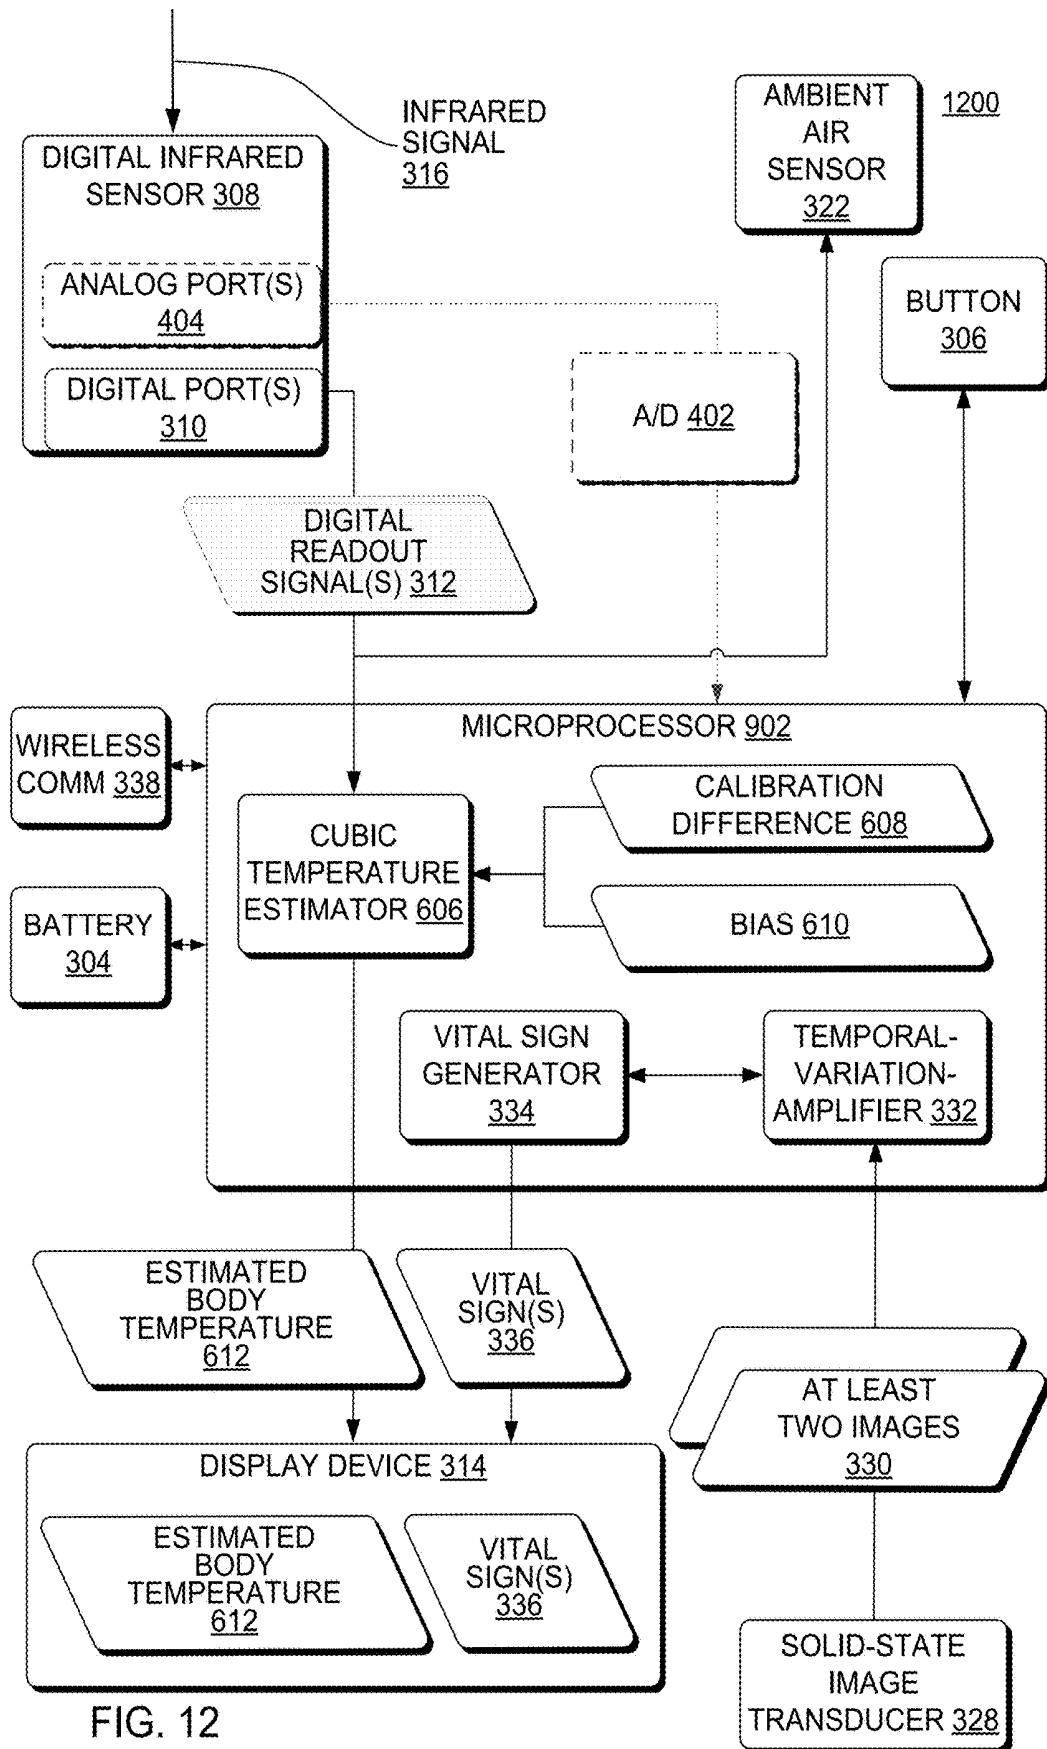 INFRARED
SIGNAL
316
AMBIENT
AIR
SENSOR
322
1200
DIGITAL INFRARED
SENSOR 308
ANALOG PORT(S)
404
DIGITAL PORT(S)
310
A/D 402
BUTTON
306
DIGITAL
READOUT
SIGNAL(S) 312
MICROPROCESSOR 902
WIRELESS
COMM 338
CALIBRATION
DIFFERENCE 608
CUBIC
TEMPERATURE
ESTIMATOR 606
BATTERY
304
BIAS 610
VITAL SIGN
GENERATOR
334
TEMPORAL-
VARIATION-
AMPLIFIER 332
ESTIMATED
BODY
TEMPERATURE
612
VITAL
SIGN(S)
336
AT LEAST
TWO IMAGES
330
DISPLAY DEVICE 314
ESTIMATED
BODY
TEMPERATURE
612
VITAL
SIGN(S)
336
SOLID-STATE
IMAGE
TRANSDUCER 328
FIG. 12